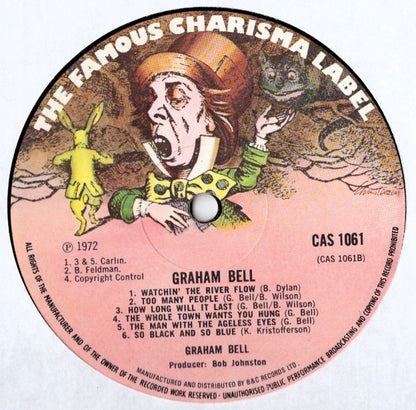 THE FAMOUS CHARISMA LABEL
℗ 1972
1. 3 & 5. Carlin.
2. B. Feldman.
4. Copyright Control
CAS 1061
(CAS 1061B)
GRAHAM BELL
1. WATCHIN' THE RIVER FLOW (B. Dylan)
2. TOO MANY PEOPLE (G. Bell/B. Wilson)
3. HOW LONG WILL IT LAST (G. Bell/B. Wilson)
4. THE WHOLE TOWN WANTS YOU HUNG (G. Bell)
5. THE MAN WITH THE AGELESS EYES (G. Bell)
6. SO BLACK AND SO BLUE (K. Kristofferson)
GRAHAM BELL
Producer: Bob Johnston
MANUFACTURED AND DISTRIBUTED BY B&C RECORDS LTD.
ALL RIGHTS OF THE MANUFACTURER AND OF THE OWNER OF THE RECORDED WORK RESERVED - UNAUTHORISED PUBLIC PERFORMANCE BROADCASTING AND COPYING OF THIS RECORD PROHIBITED